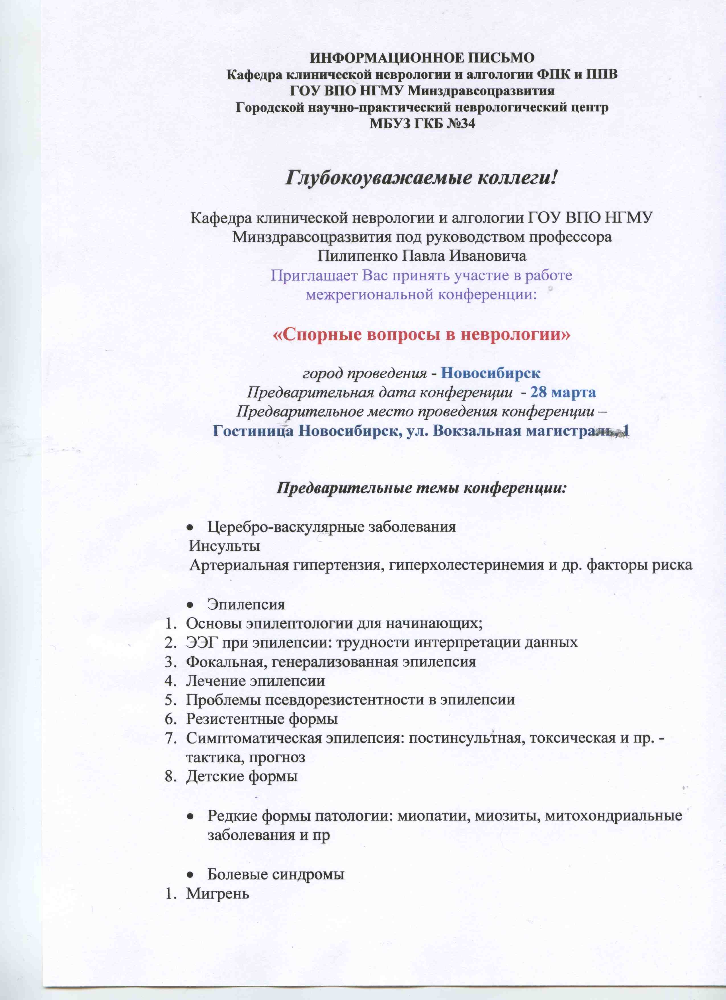 ИНФОРМАЦИОННОЕ ПИСЬМО
Кафедра клинической неврологии и алгологии ФПК и ППВ
ГОУ ВПО НГМУ Минздравсоцразвития
Городской научно-практический неврологический центр
МБУЗ ГКБ №34
Глубокоуважаемые коллеги!
Кафедра клинической неврологии и алгологии ГОУ ВПО НГМУ
Минздравсоцразвития под руководством профессора
Пилипенко Павла Ивановича
Приглашает Вас принять участие в работе
межрегиональной конференции:
«Спорные вопросы в неврологии»
город проведения - Новосибирск
Предварительная дата конференции - 28 марта
Предварительное место проведения конференции –
Гостиница Новосибирск, ул. Вокзальная магистраль, 1
Предварительные темы конференции:
• Церебро-васкулярные заболевания
Инсульты
Артериальная гипертензия, гиперхолестеринемия и др. факторы риска
• Эпилепсия
1. Основы эпилептологии для начинающих;
2. ЭЭГ при эпилепсии: трудности интерпретации данных
3. Фокальная, генерализованная эпилепсия
4. Лечение эпилепсии
5. Проблемы псевдорезистентности в эпилепсии
6. Резистентные формы
7. Симптоматическая эпилепсия: постинсультная, токсическая и пр. -
тактика, прогноз
8. Детские формы
• Редкие формы патологии: миопатии, миозиты, митохондриальные
заболевания и пр
• Болевые синдромы
1. Мигрень